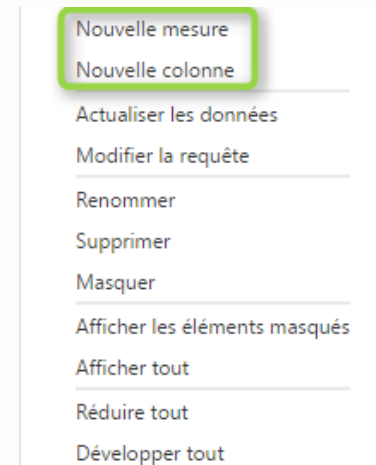 Nouvelle mesure
Nouvelle colonne
Actualiser les données
Modifier la requête
Renommer
Supprimer
Masquer
Afficher les éléments masqués
Afficher tout
Réduire tout
Développer tout